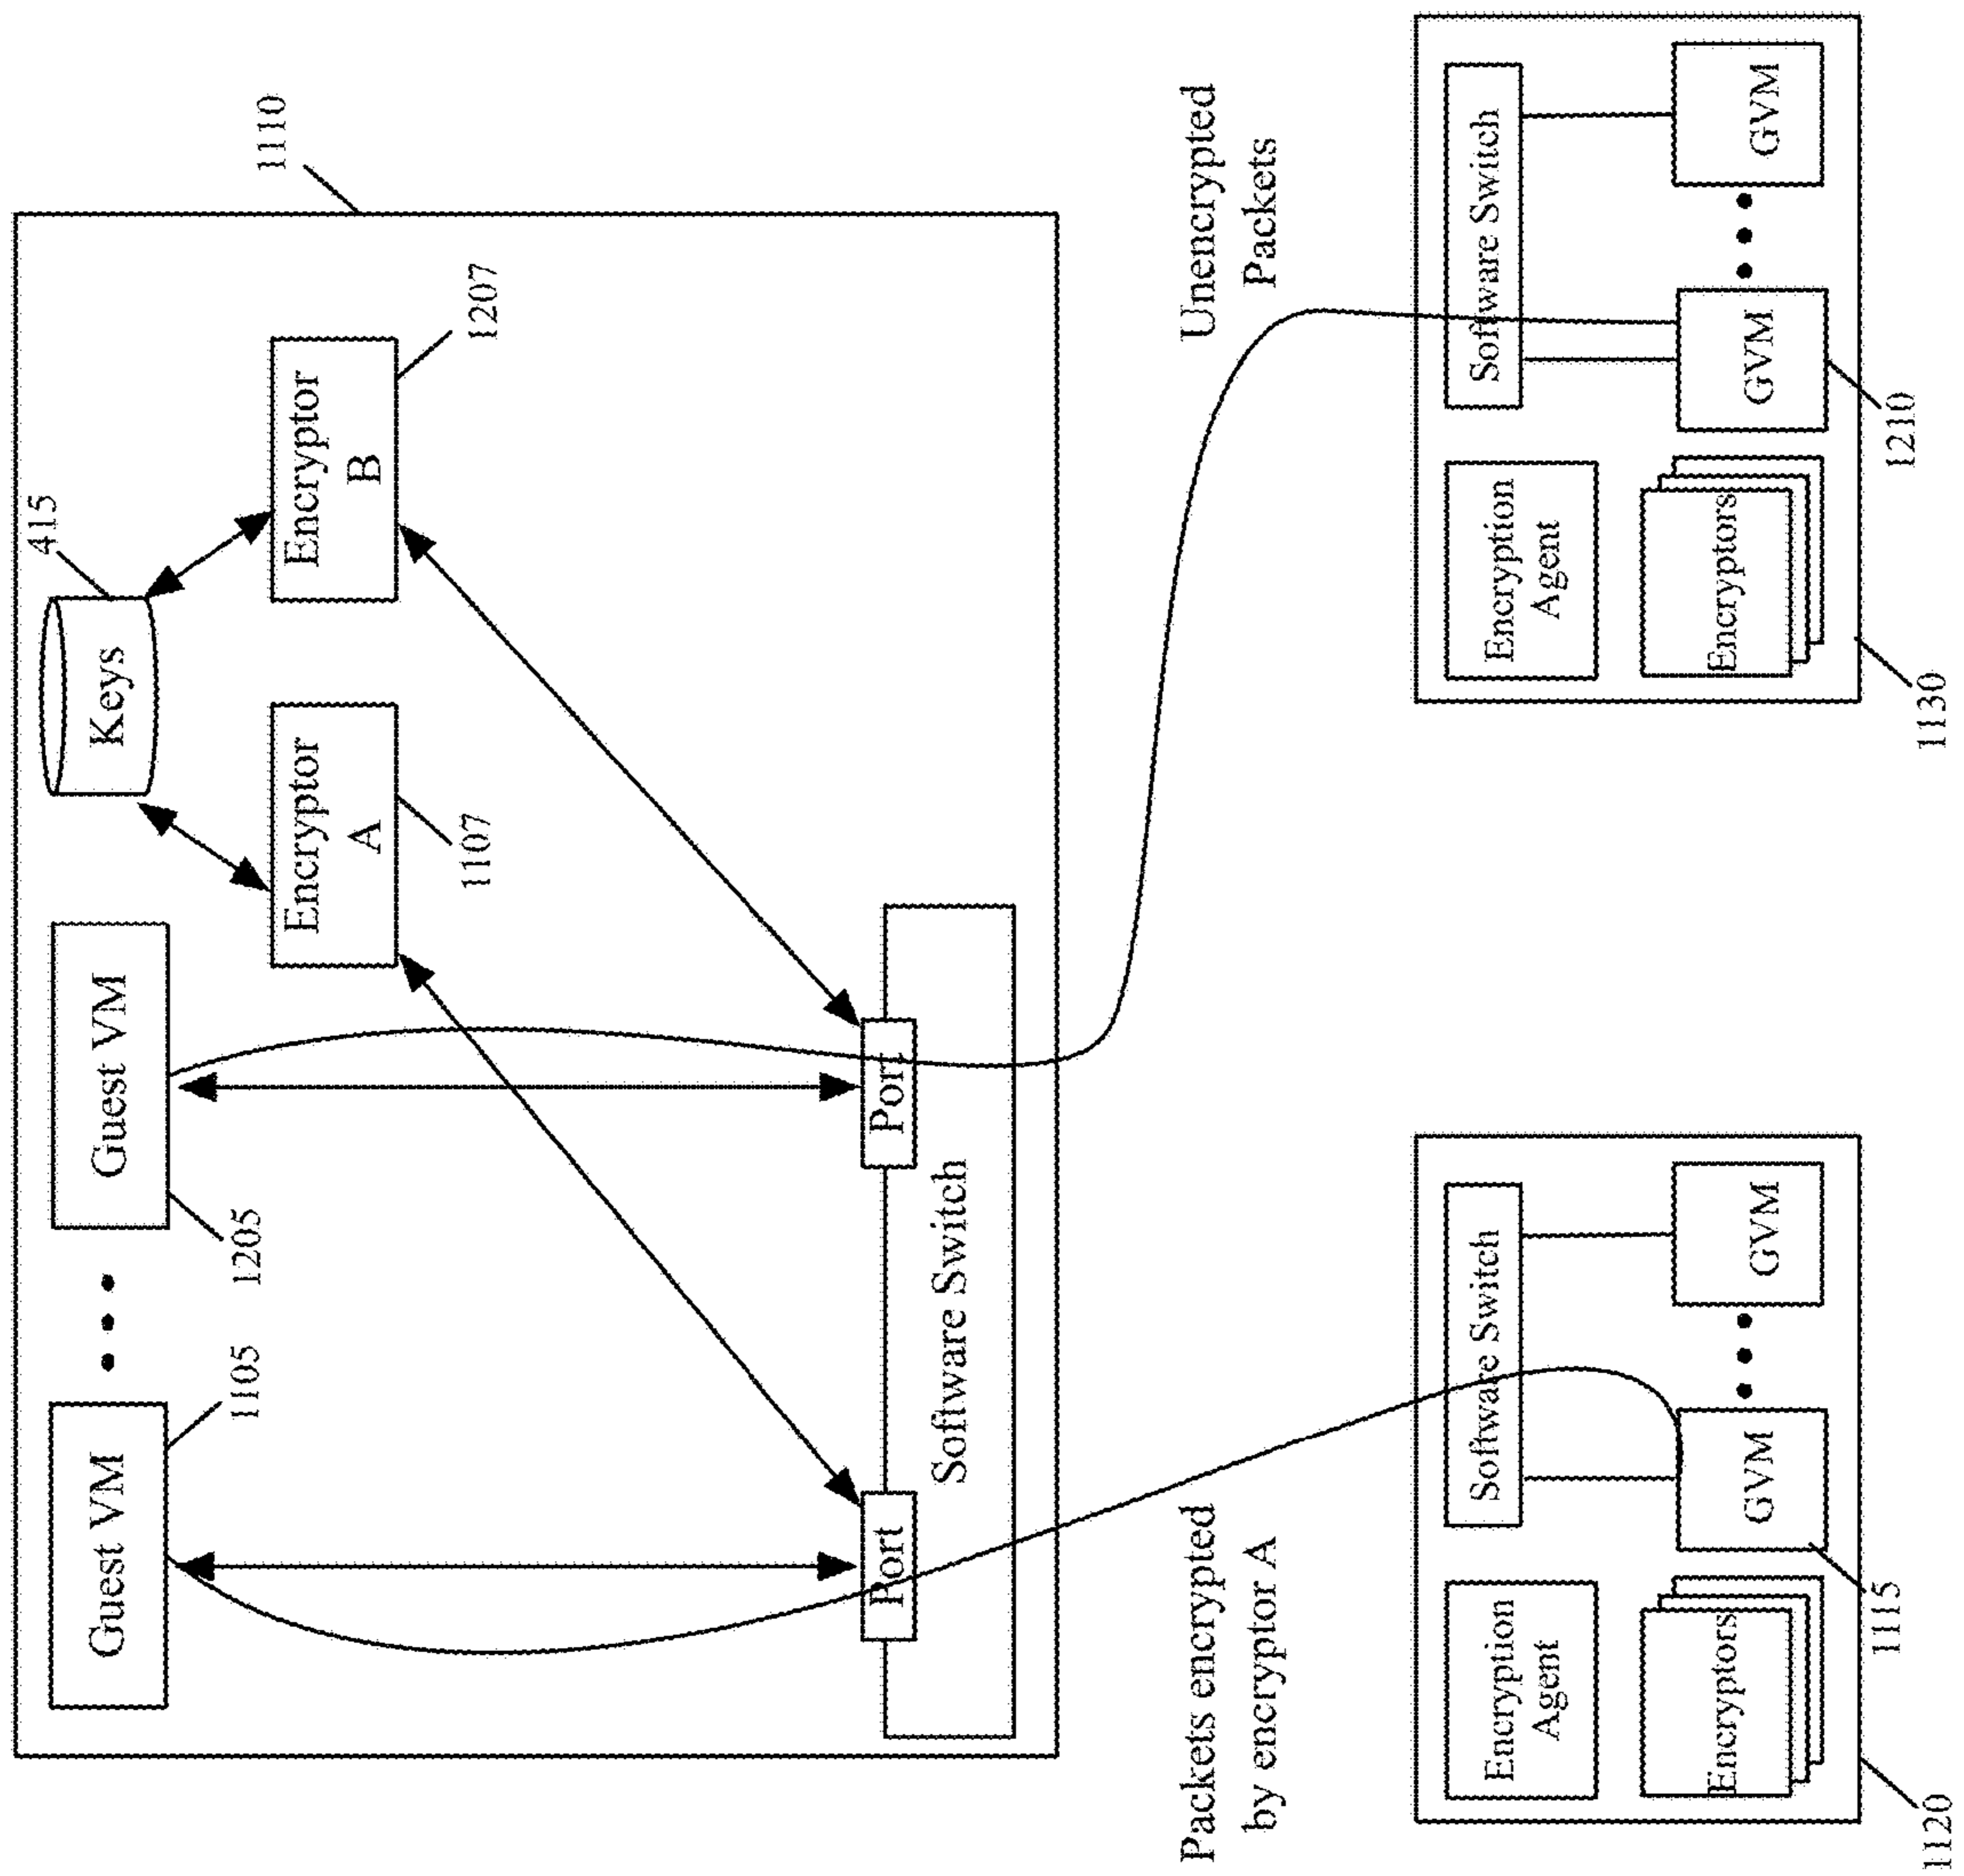 1110
Guest VM
Guest VM
Keys
415
1105
1205
Encryptor
A
Encryptor
B
1107
1207
Port
Port
Software Switch
Packets encrypted
by encryptor A
Unencrypted
Packets
Encryption
Agent
Software Switch
Encryptors
GVM
GVM
1115
1120
Encryption
Agent
Software Switch
Encryptors
GVM
GVM
1130
1210